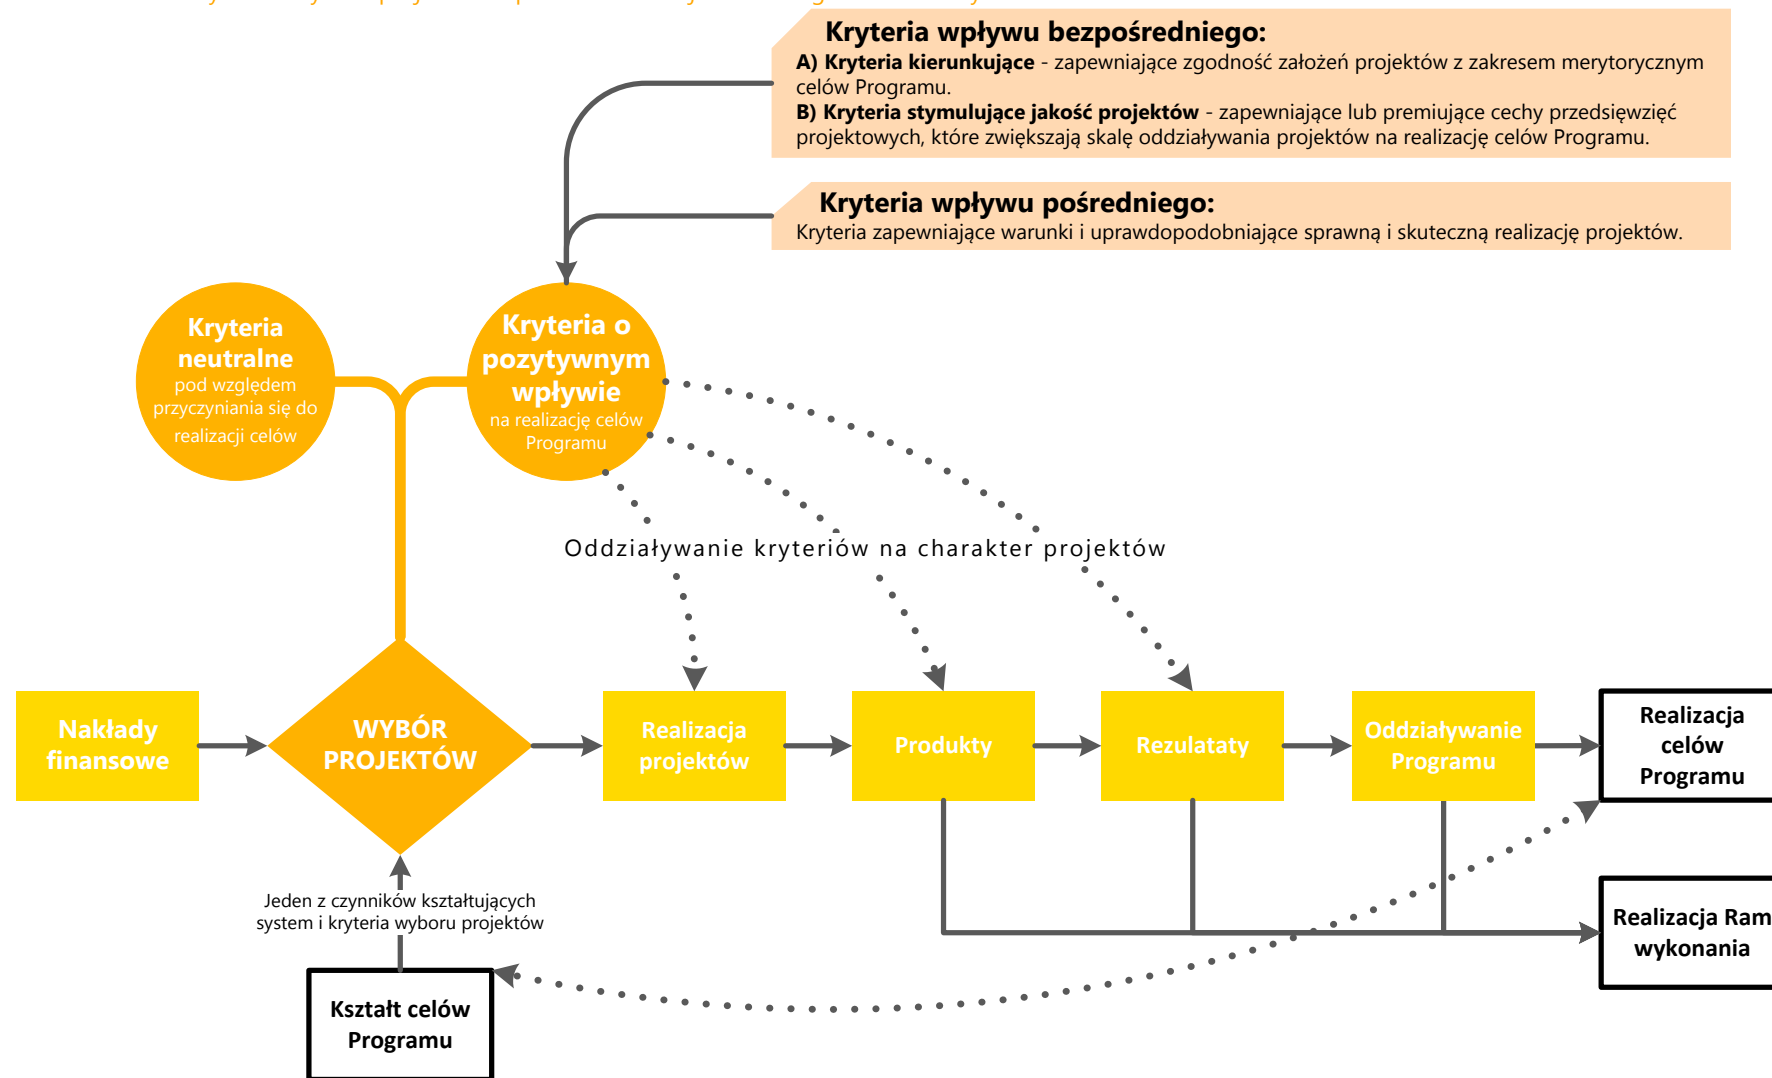 Kryteria wpływu bezpośredniego:
A) Kryteria kierunkujące - zapewniające zgodność założeń projektów z zakresem merytorycznym
celów Programu.
B) Kryteria stymulujące jakość projektów - zapewniające lub premiujące cechy przedsięwzięć
projektowych, które zwiększają skalę oddziaływania projektów na realizację celów Programu.
Kryteria wpływu pośredniego:
Kryteria zapewniające warunki i uprawdopodobniające sprawną i skuteczną realizację projektów.
Kryteria
neutralne
pod względem
przyczyniania się do
realizacji celów
Kryteria o
pozytywnym
wpływie
na realizację celów
Programu
Oddziaływanie kryteriów na charakter projektów
Nakłady
finansowe
WYBÓR
PROJEKTÓW
Realizacja
projektów
Produkty
Rezulataty
Oddziaływanie
Programu
Realizacja
celów
Programu
Jeden z czynników kształtujących
system i kryteria wyboru projektów
Realizacja Ram
wykonania
Kształt celów
Programu